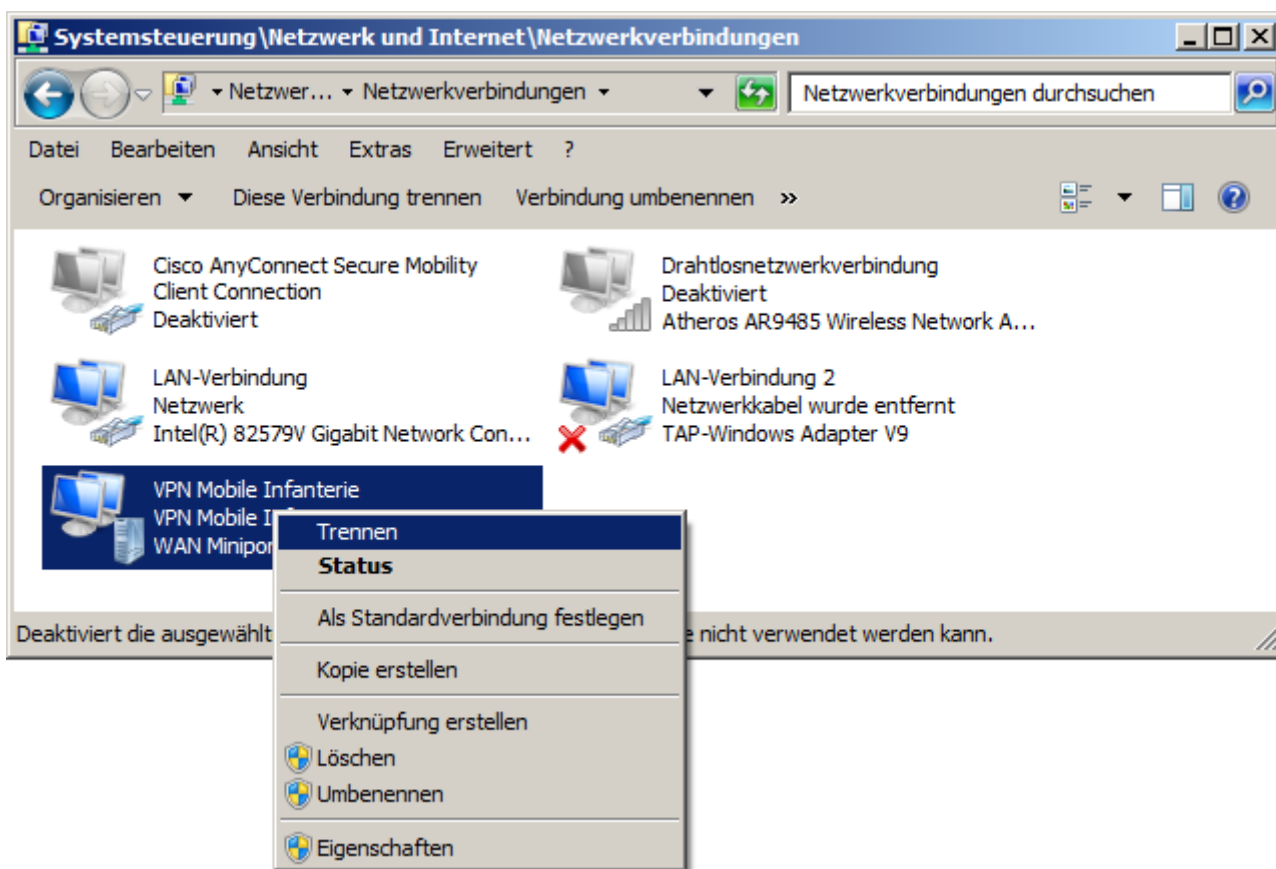 Systemsteuerung\Netzwerk und Internet\Netzwerkverbindungen
Netzwer... Netzwerkverbindungen Netzwerkverbindungen durchsuchen
Datei Bearbeiten Ansicht Extras Erweitert ?
Organisieren Diese Verbindung trennen Verbindung umbenennen »
Cisco AnyConnect Secure Mobility
Client Connection
Deaktiviert
Drahtlosnetzwerkverbindung
Deaktiviert
Atheros AR9485 Wireless Network A...
LAN-Verbindung
Netzwerk
Intel(R) 82579V Gigabit Network Con...
LAN-Verbindung 2
Netzwerkkabel wurde entfernt
TAP-Windows Adapter V9
VPN Mobile Infanterie
VPN Mobile
WAN Minipor
Trennen
Status
Als Standardverbindung festlegen
Kopie erstellen
Verknüpfung erstellen
Löschen
Umbenennen
Eigenschaften
Deaktiviert die ausgewählt nicht verwendet werden kann.